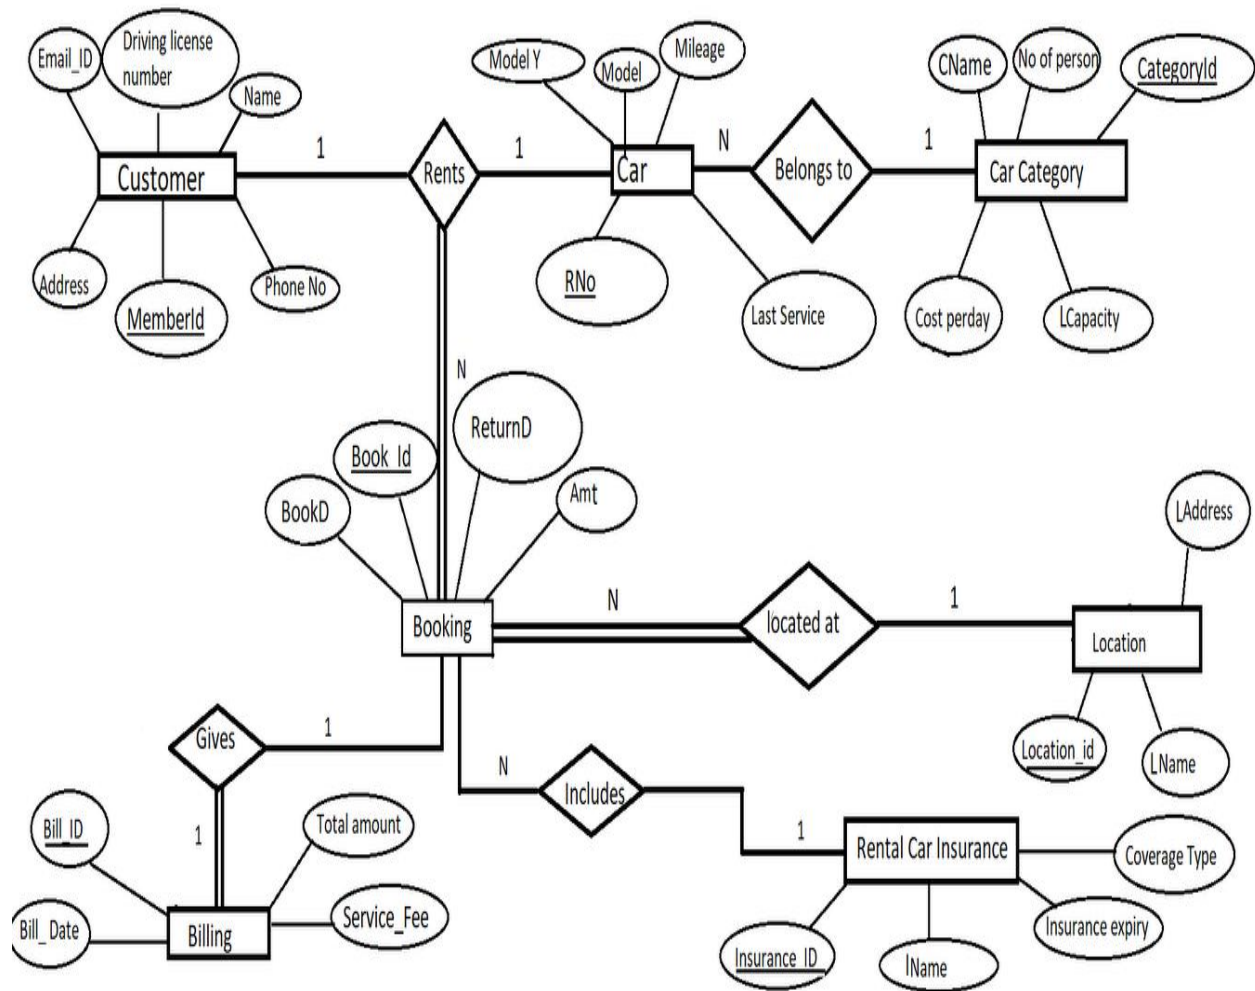 Email_ID
Driving license
number
Name
Customer
Address
MemberId
Phone No
1
Rents
1
Model Y
Model
Mileage
Car
RNo
Last Service
N
Belongs to
1
CName
No of person
CategoryId
Car Category
Cost perday
LCapacity
N
BookD
Book_Id
ReturnD
Amt
Booking
N
located at
1
LAddress
Location
Location_id
LName
Gives
1
1
Bill_ID
Total amount
Bill_Date
Billing
Service_Fee
N
Includes
1
Rental Car Insurance
Coverage Type
Insurance expiry
Insurance_ID
IName